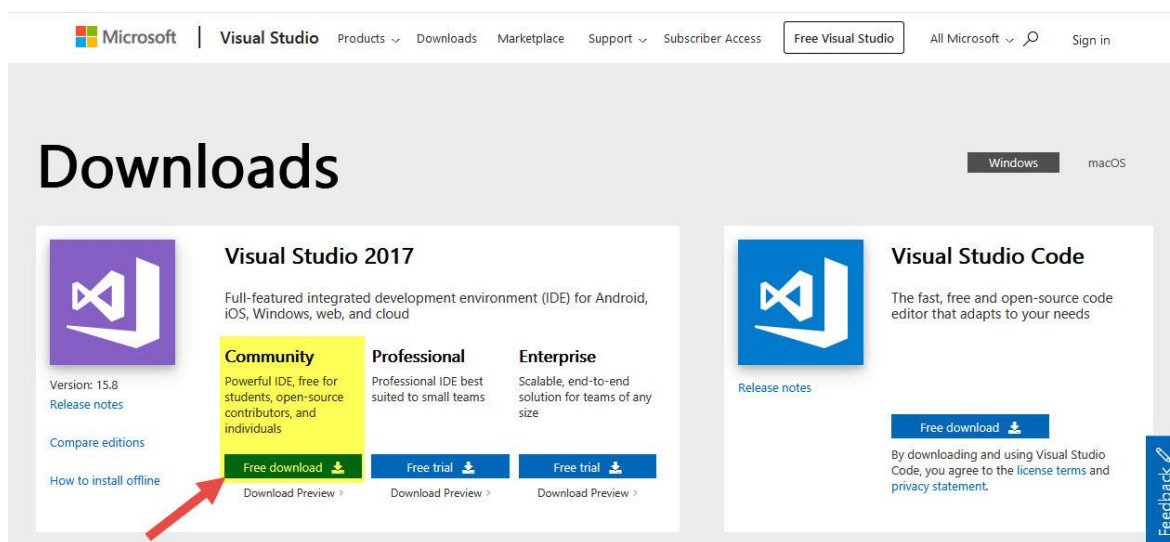 Microsoft | Visual Studio Products Downloads Marketplace Support Subscriber Access Free Visual Studio All Microsoft Sign in
Downloads
Windows macOS
Visual Studio 2017
Full-featured integrated development environment (IDE) for Android,
iOS, Windows, web, and cloud
Community
Powerful IDE, free for
students, open-source
contributors, and
individuals
Free download
Download Preview >
Professional
Professional IDE best
suited to small teams
Free trial
Download Preview >
Enterprise
Scalable, end-to-end
solution for teams of any
size
Free trial
Download Preview >
Version: 15.8
Release notes
Compare editions
How to install offline
Visual Studio Code
The fast, free and open-source code
editor that adapts to your needs
Release notes
Free download
By downloading and using Visual Studio
Code, you agree to the license terms and
privacy statement.
Feedback